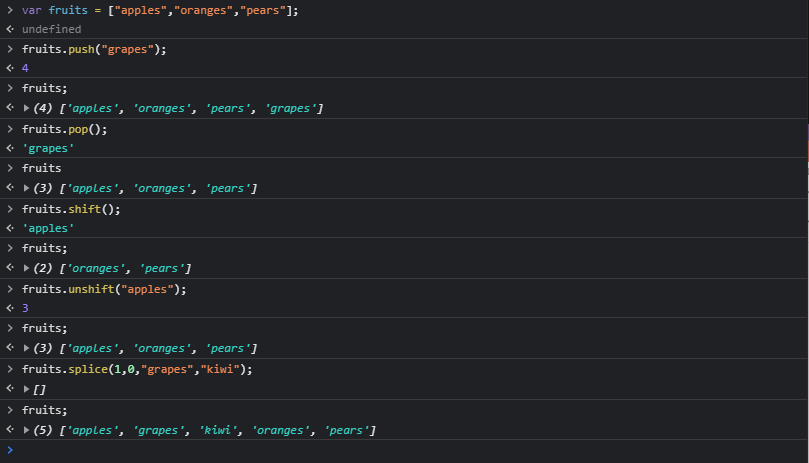 > var fruits = ["apples","oranges","pears"];
<· undefined
> fruits.push("grapes");
<· 4
> fruits;
<· ▶(4) ['apples', 'oranges', 'pears', 'grapes']
> fruits.pop();
<· 'grapes'
> fruits
<· ▶(3) ['apples', 'oranges', 'pears']
> fruits.shift();
<· 'apples'
> fruits;
<· ▶(2) ['oranges', 'pears']
> fruits.unshift("apples");
<· 3
> fruits;
<· ▶(3) ['apples', 'oranges', 'pears']
> fruits.splice(1,0,"grapes","kiwi");
<· ▶[]
> fruits;
<· ▶(5) ['apples', 'grapes', 'kiwi', 'oranges', 'pears']
>